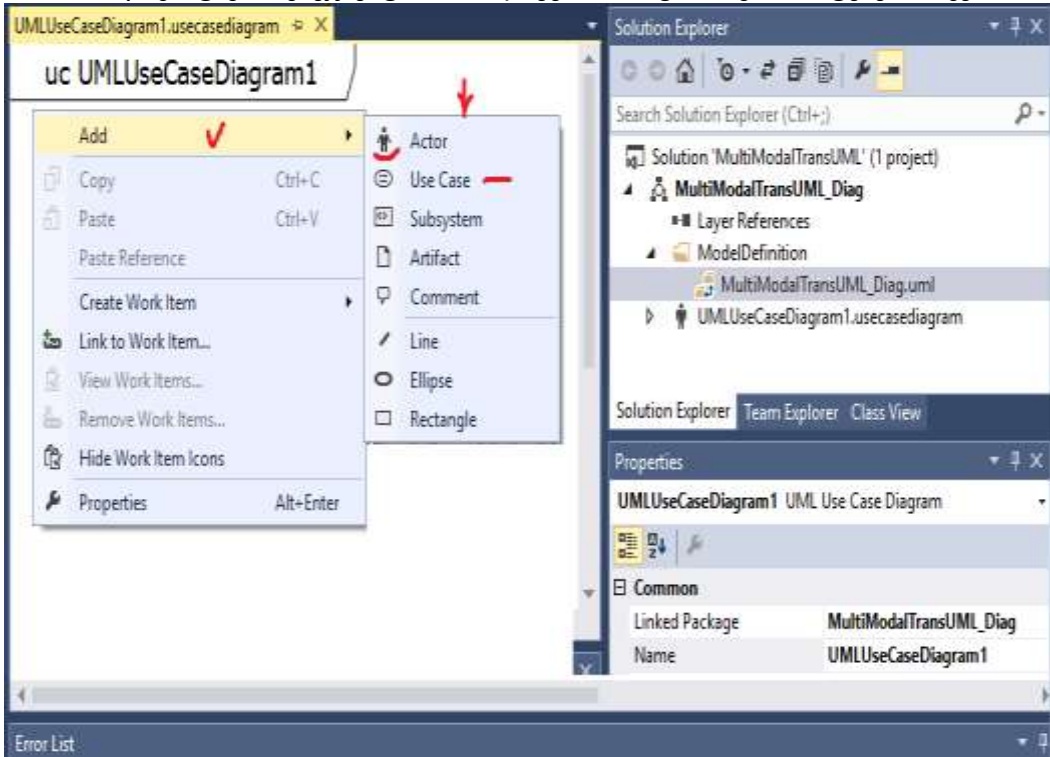 UMLUseCaseDiagram1.usecasediagram
uc UMLUseCaseDiagram1
Add
Copy Ctrl+C
Paste Ctrl+V
Paste Reference
Create Work Item
Link to Work Item...
View Work Items...
Remove Work Items...
Hide Work Item Icons
Properties Alt+Enter
Actor
Use Case
Subsystem
Artifact
Comment
Line
Ellipse
Rectangle
Solution Explorer
Search Solution Explorer (Ctrl+;)
Solution 'MultiModalTransUML' (1 project)
MultiModalTransUML_Diag
Layer References
ModelDefinition
MultiModalTransUML_Diag.uml
UMLUseCaseDiagram1.usecasediagram
Solution Explorer Team Explorer Class View
Properties
UMLUseCaseDiagram1 UML Use Case Diagram
Common
Linked Package MultiModalTransUML_Diag
Name UMLUseCaseDiagram1
Error List